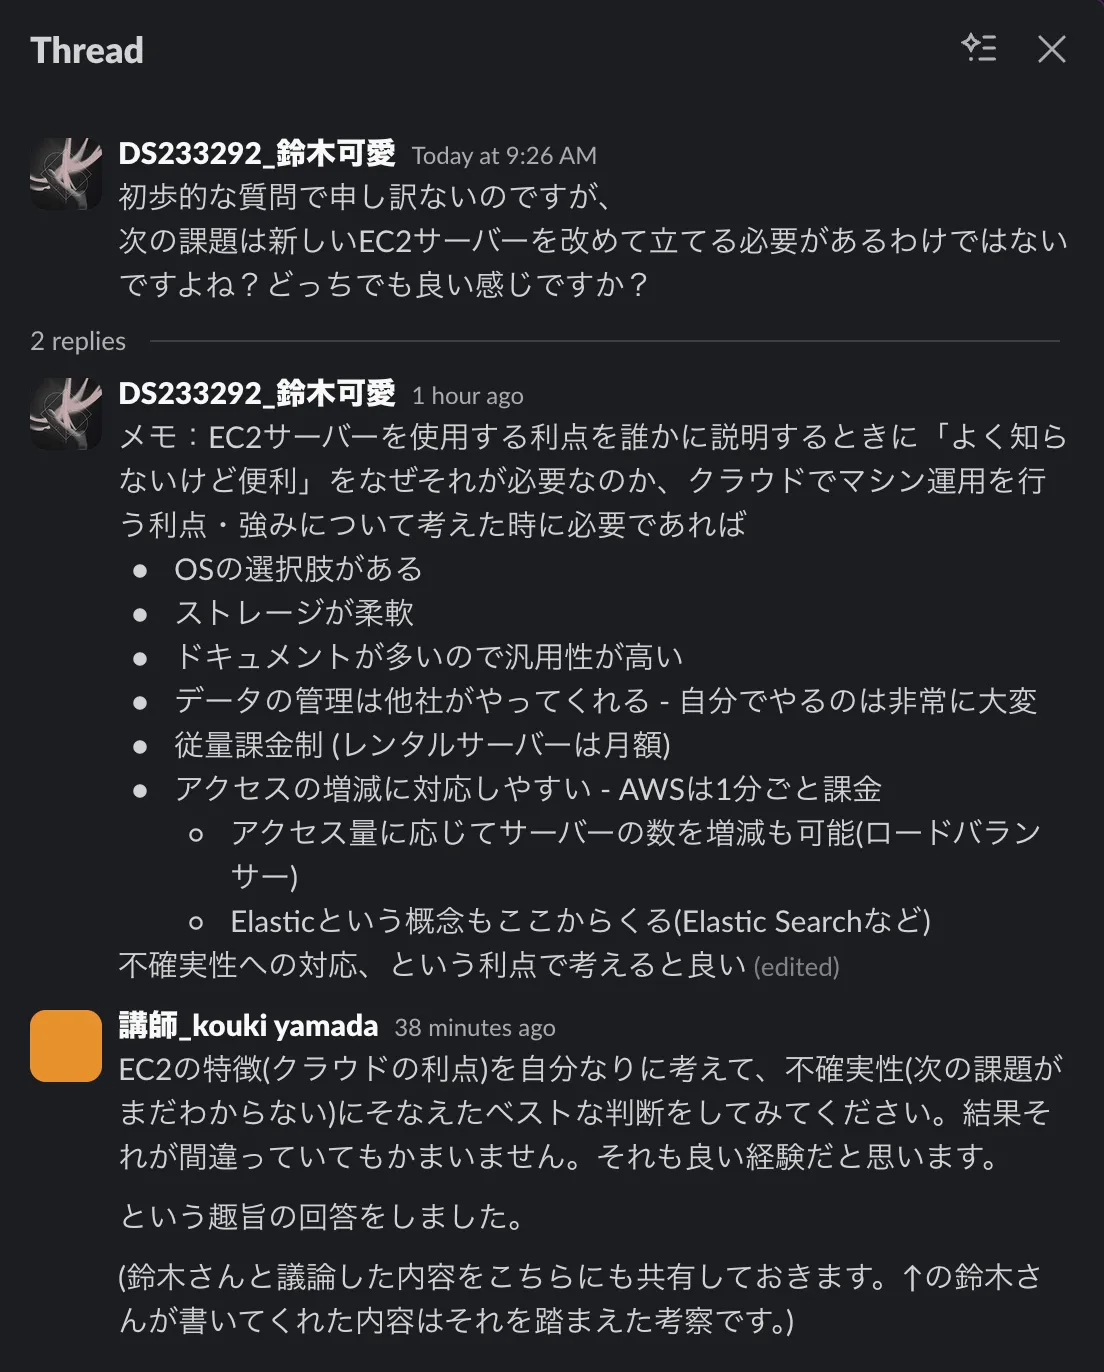 Thread
DS233292_鈴木可愛 Today at 9:26 AM
初歩的な質問で申し訳ないのですが、
次の課題は新しいEC2サーバーを改めて立てる必要があるわけではない
ですよね？どっちでも良い感じですか？
2 replies
DS233292_鈴木可愛 1 hour ago
メモ：EC2サーバーを使用する利点を誰かに説明するときに「よく知ら
ないけど便利」をなぜそれが必要なのか、クラウドでマシン運用を行
う利点・強みについて考えた時に必要であれば
• OSの選択肢がある
• ストレージが柔軟
• ドキュメントが多いので汎用性が高い
• データの管理は他社がやってくれる - 自分でやるのは非常に大変
• 従量課金制 (レンタルサーバーは月額)
• アクセスの増減に対応しやすい - AWSは1分ごと課金
◦ アクセス量に応じてサーバーの数を増減も可能(ロードバラン
サー)
◦ Elasticという概念もここからくる(Elastic Searchなど)
不確実性への対応、という利点で考えると良い (edited)
講師_kouki yamada 38 minutes ago
EC2の特徴(クラウドの利点)を自分なりに考えて、不確実性(次の課題が
まだわからない)にそなえたベストな判断をしてみてください。結果そ
れが間違っていてもかまいません。それも良い経験だと思います。
という趣旨の回答をしました。
(鈴木さんと議論した内容をこちらにも共有しておきます。↑の鈴木さ
んが書いてくれた内容はそれを踏まえた考察です。)